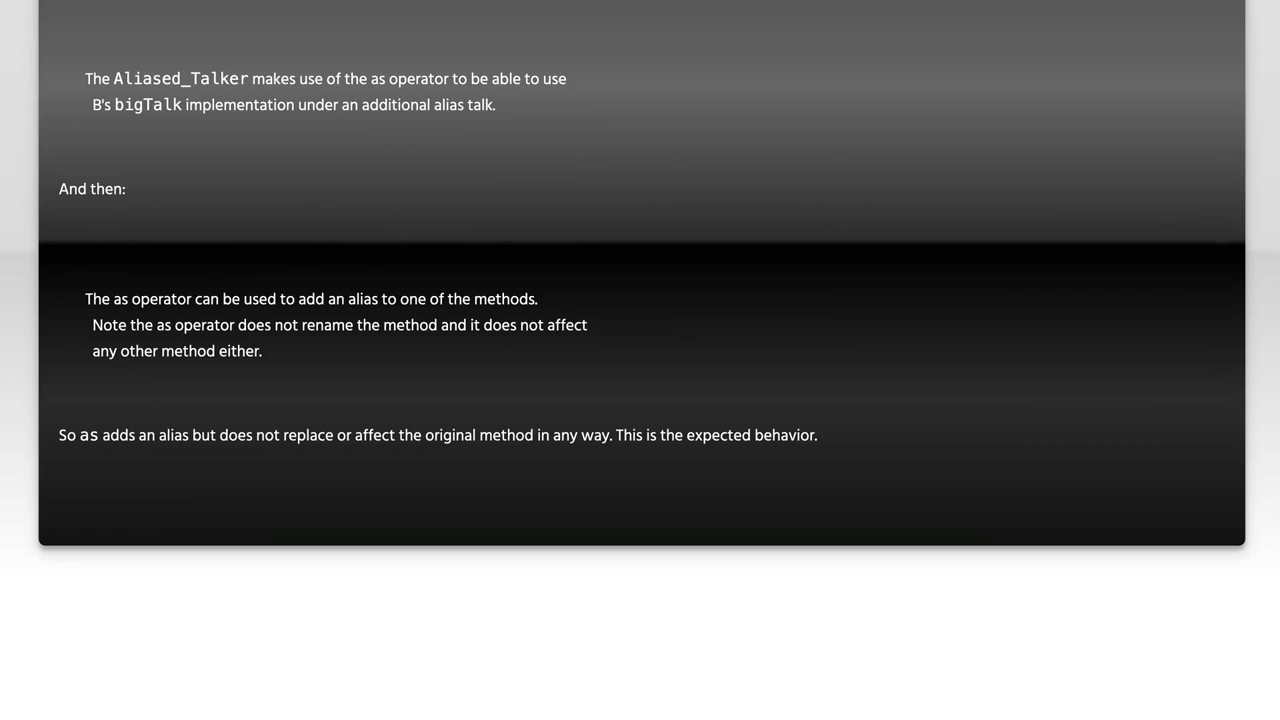 The Aliased_Talker makes use of the as operator to be able to use
B's bigTalk implementation under an additional alias talk.
And then:
The as operator can be used to add an alias to one of the methods.
Note the as operator does not rename the method and it does not affect
any other method either.
So as adds an alias but does not replace or affect the original method in any way. This is the expected behavior.